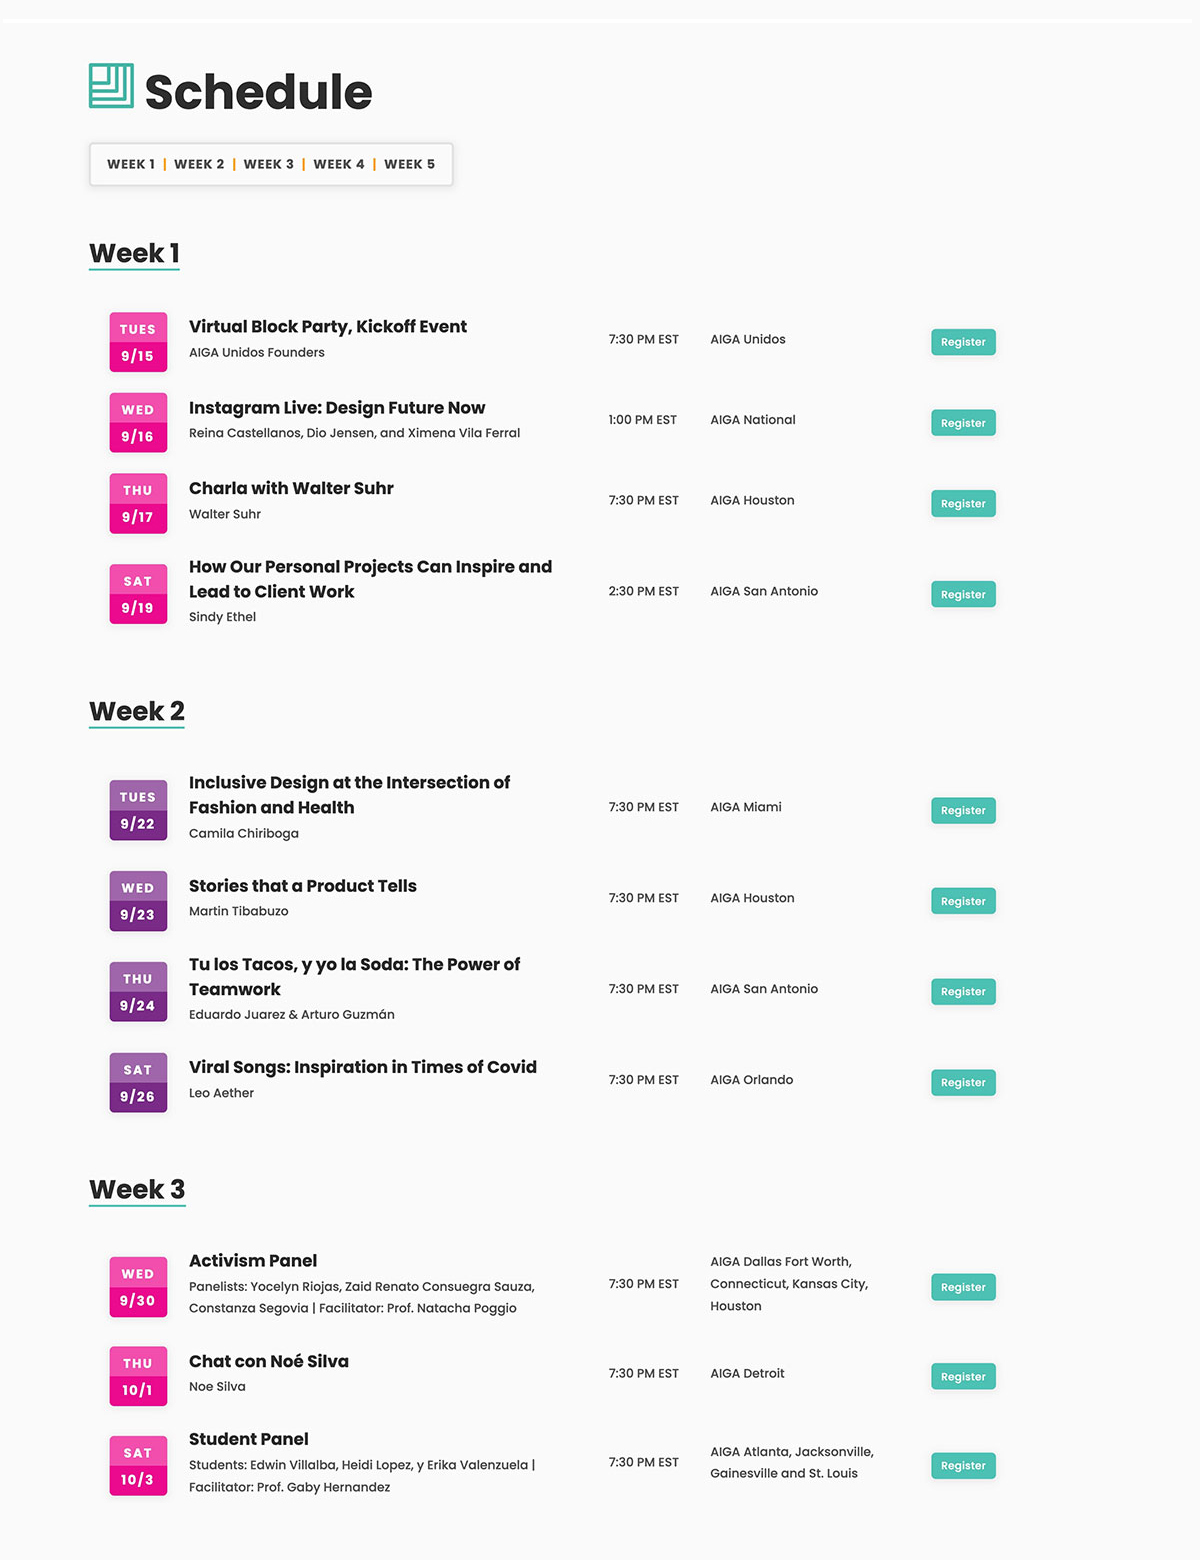 Schedule
WEEK 1 | WEEK 2 | WEEK 3 | WEEK 4 | WEEK 5
Week 1
TUES
9/15
Virtual Block Party, Kickoff Event
AIGA Unidos Founders
7:30 PM EST
AIGA Unidos
Register
WED
9/16
Instagram Live: Design Future Now
Reina Castellanos, Dio Jensen, and Ximena Vila Ferral
1:00 PM EST
AIGA National
Register
THU
9/17
Charla with Walter Suhr
Walter Suhr
7:30 PM EST
AIGA Houston
Register
SAT
9/19
How Our Personal Projects Can Inspire and
Lead to Client Work
Sindy Ethel
2:30 PM EST
AIGA San Antonio
Register
Week 2
TUES
9/22
Inclusive Design at the Intersection of
Fashion and Health
Camila Chiriboga
7:30 PM EST
AIGA Miami
Register
WED
9/23
Stories that a Product Tells
Martin Tibabuzo
7:30 PM EST
AIGA Houston
Register
THU
9/24
Tu los Tacos, y yo la Soda: The Power of
Teamwork
Eduardo Juarez & Arturo Guzmán
7:30 PM EST
AIGA San Antonio
Register
SAT
9/26
Viral Songs: Inspiration in Times of Covid
Leo Aether
7:30 PM EST
AIGA Orlando
Register
Week 3
WED
9/30
Activism Panel
Panelists: Yocelyn Riojas, Zaid Renato Consuegra Sauza,
Constanza Segovia | Facilitator: Prof. Natacha Poggio
7:30 PM EST
AIGA Dallas Fort Worth,
Connecticut, Kansas City,
Houston
Register
THU
10/1
Chat con Noé Silva
Noe Silva
7:30 PM EST
AIGA Detroit
Register
SAT
10/3
Student Panel
Students: Edwin Villalba, Heidi Lopez, y Erika Valenzuela |
Facilitator: Prof. Gaby Hernandez
7:30 PM EST
AIGA Atlanta, Jacksonville,
Gainesville and St. Louis
Register